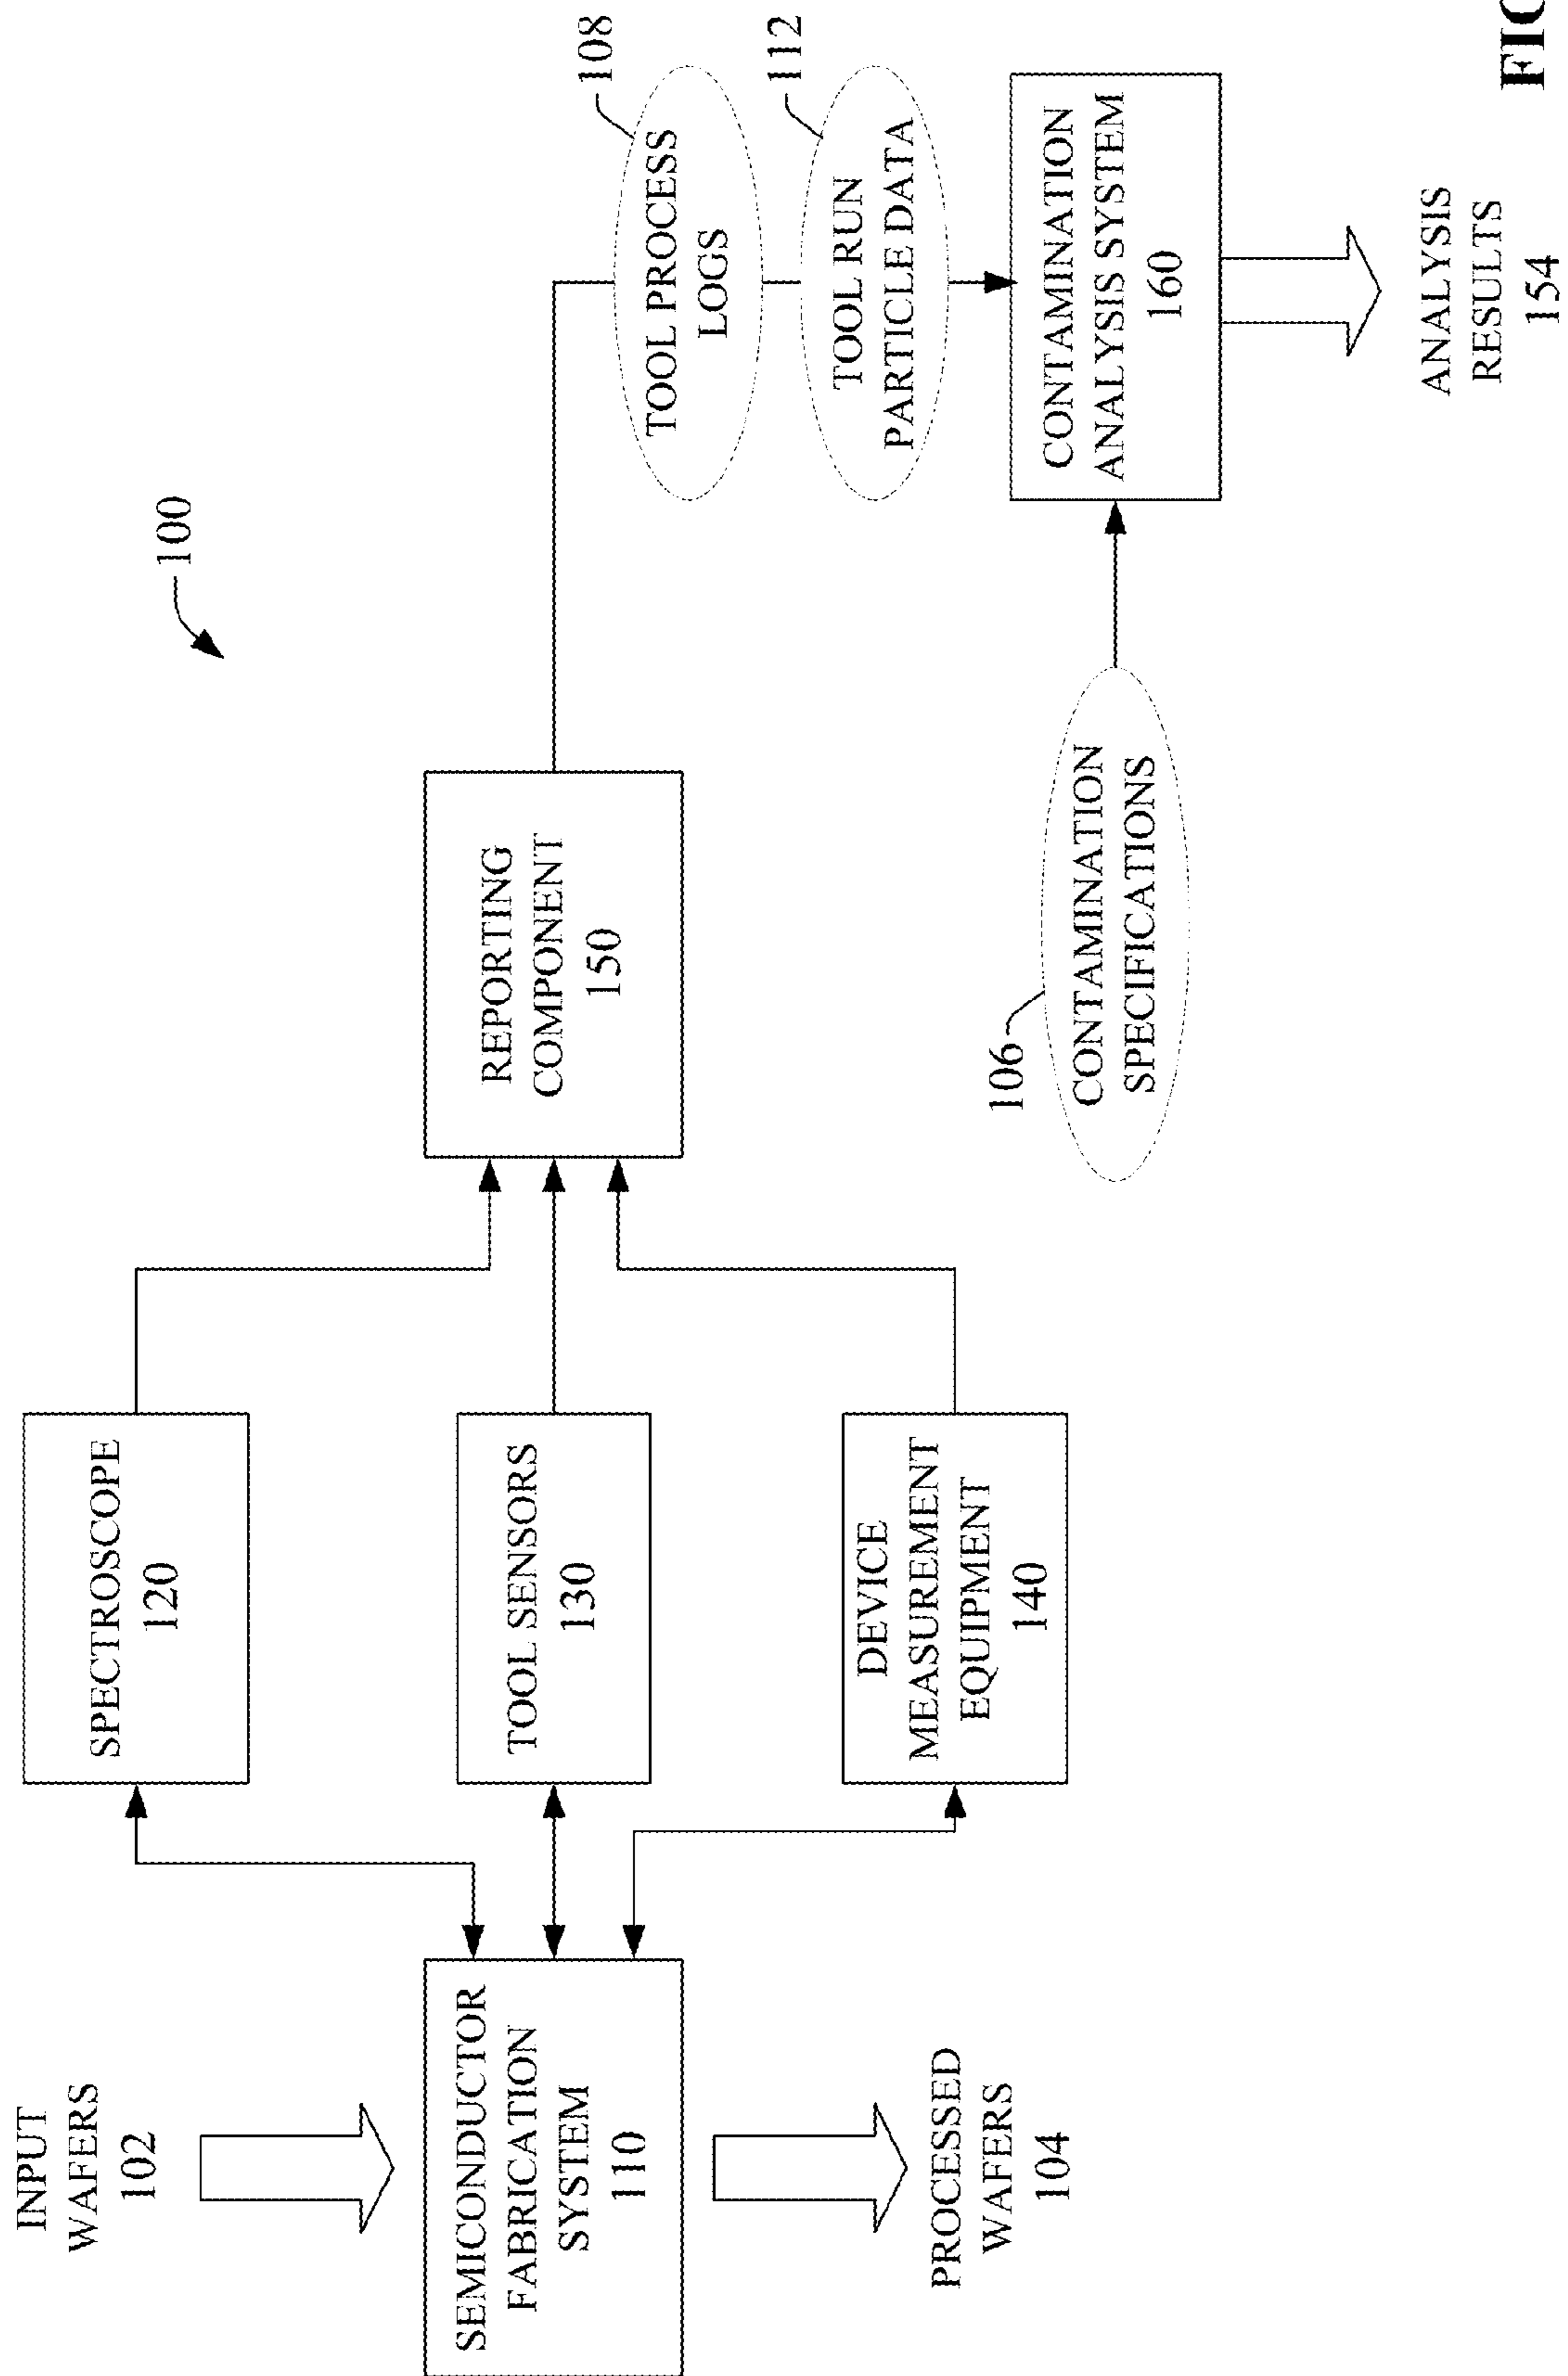 100
INPUT
WAFERS
102
SEMICONDUCTOR
FABRICATION
SYSTEM
110
PROCESSED
WAFERS
104
SPECTROSCOPE
120
TOOL SENSORS
130
DEVICE
MEASUREMENT
EQUIPMENT
140
REPORTING
COMPONENT
150
108
TOOL PROCESS
LOGS
112
TOOL RUN
PARTICLE DATA
106
CONTAMINATION
SPECIFICATIONS
CONTAMINATION
ANALYSIS SYSTEM
160
ANALYSIS
RESULTS
154